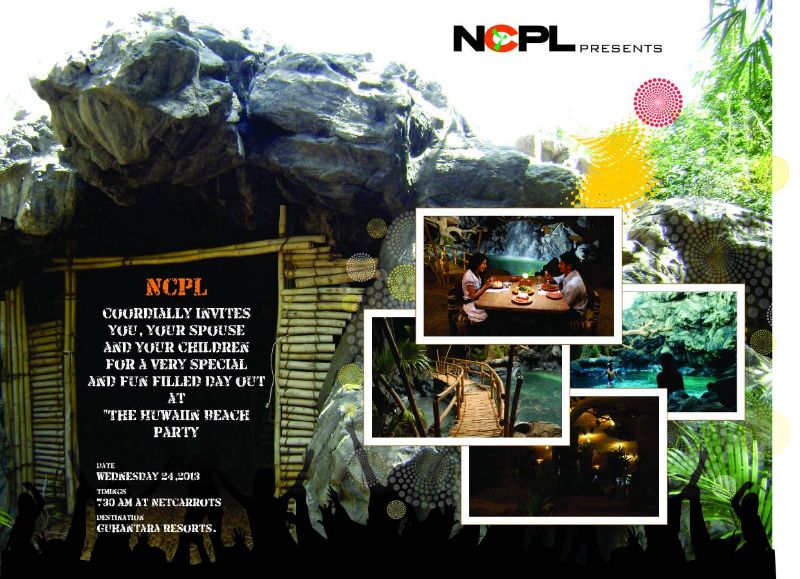 NCPL PRESENTS
NCPL
COORDIALLY INVITES
YOU, YOUR SPOUSE
AND YOUR CHILDREN
FOR A VERY SPECIAL
AND FUN FILLED DAY OUT
AT
"THE HUWAIIN BEACH
PARTY
DATE
WEDNESDAY 24,2013
TIMINGS
730 AM AT NETCARROTS
DESTINATION
GUHANTARA RESORTS.